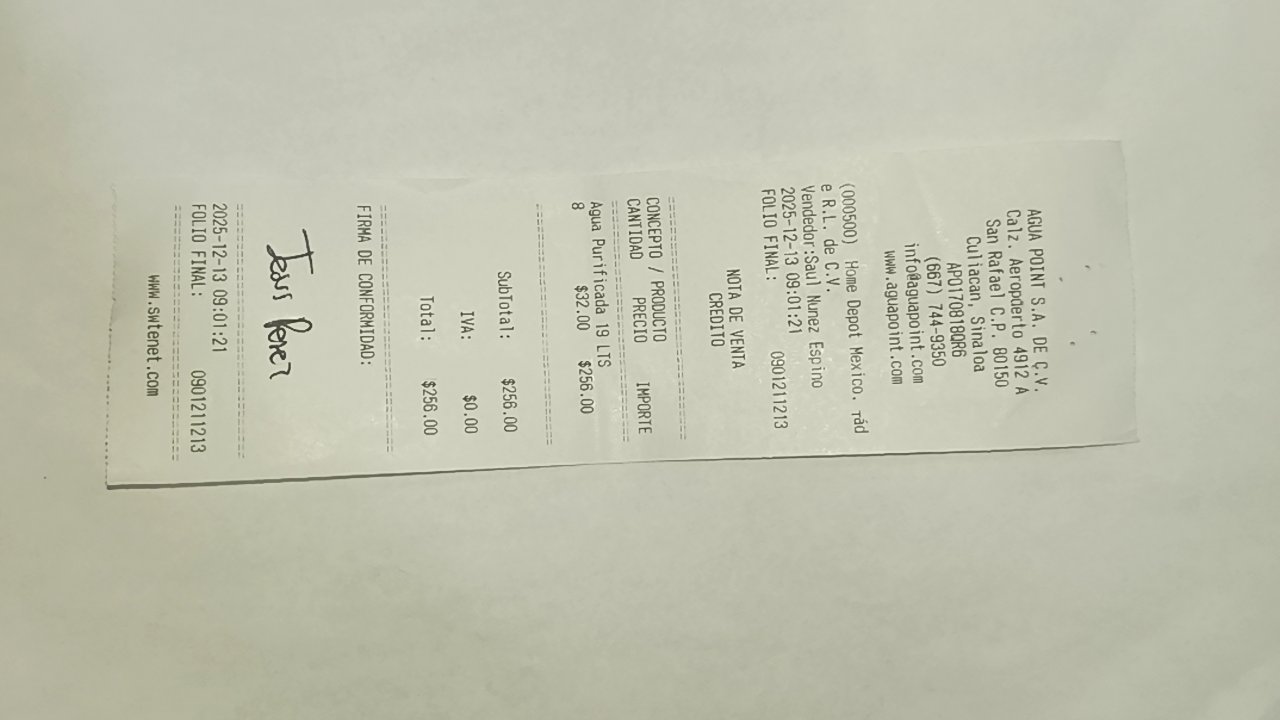 AGUA POINT S.A. DE C.V.
Calz. Aeropuerto 4912 A
San Rafael C.P. 80150
Culiacan, Sinaloa
APO170818QR6
(667) 744-9350
info@aguapoint.com
www.aguapoint.com
(000500) Home Depot Mexico. råd
e R.L. de C.V.
Vendedor:Saul Nunez Espino
2025-12-13 09:01:21
FOLIO FINAL: 0901211213
NOTA DE VENTA
CREDITO
CONCEPTO / PRODUCTO
CANTIDAD PRECIO IMPORTE
Agua Purificada 19 LTS
8 $32.00 $256.00
SubTotal: $256.00
IVA: $0.00
Total: $256.00
FIRMA DE CONFORMIDAD:
Jesus Perez
2025-12-13 09:01:21
FOLIO FINAL: 0901211213
www.swtenet.com